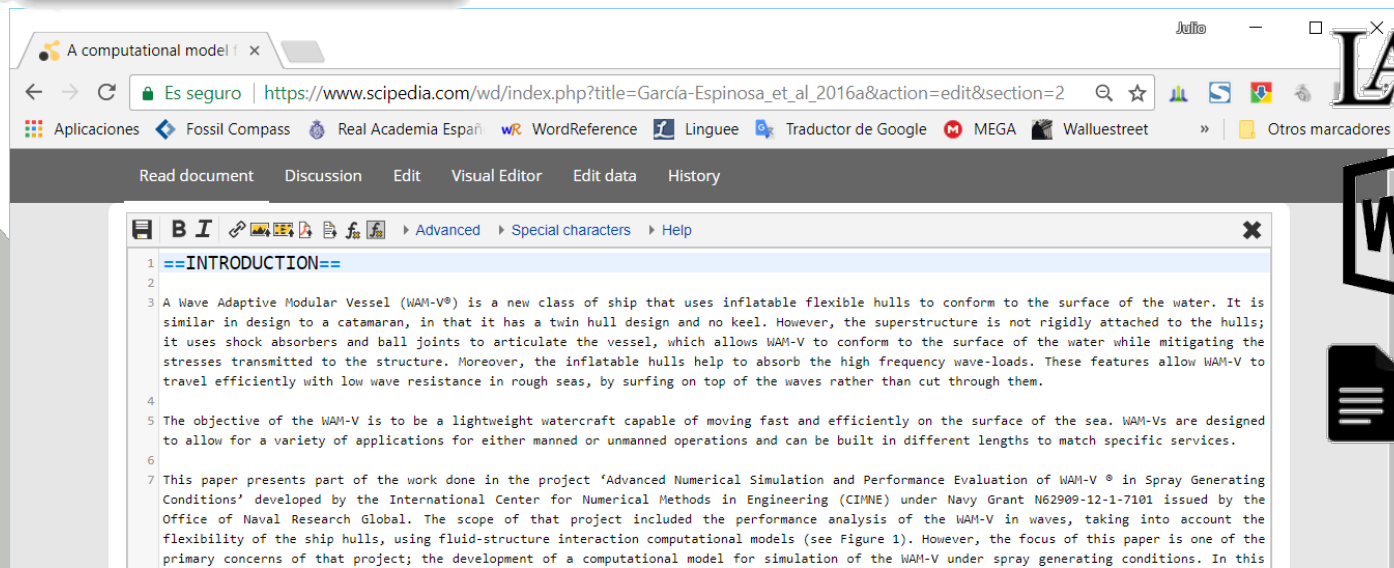 Julio
A computational model f
Es seguro | https://www.scipedia.com/wd/index.php?title=García-Espinosa_et_al_2016a&action=edit&section=2
Aplicaciones Fossil Compass Real Academia Españ WordReference Linguee Traductor de Google MEGA Walluestreet » Otros marcadores
Read document Discussion Edit Visual Editor Edit data History
B I Advanced Special characters Help
1 ==INTRODUCTION==
2
3 A Wave Adaptive Modular Vessel (WAM-V®) is a new class of ship that uses inflatable flexible hulls to conform to the surface of the water. It is
similar in design to a catamaran, in that it has a twin hull design and no keel. However, the superstructure is not rigidly attached to the hulls;
it uses shock absorbers and ball joints to articulate the vessel, which allows WAM-V to conform to the surface of the water while mitigating the
stresses transmitted to the structure. Moreover, the inflatable hulls help to absorb the high frequency wave-loads. These features allow WAM-V to
travel efficiently with low wave resistance in rough seas, by surfing on top of the waves rather than cut through them.
4
5 The objective of the WAM-V is to be a lightweight watercraft capable of moving fast and efficiently on the surface of the sea. WAM-Vs are designed
to allow for a variety of applications for either manned or unmanned operations and can be built in different lengths to match specific services.
6
7 This paper presents part of the work done in the project ‘Advanced Numerical Simulation and Performance Evaluation of WAM-V ® in Spray Generating
Conditions’ developed by the International Center for Numerical Methods in Engineering (CIMNE) under Navy Grant N62909-12-1-7101 issued by the
Office of Naval Research Global. The scope of that project included the performance analysis of the WAM-V in waves, taking into account the
flexibility of the ship hulls, using fluid-structure interaction computational models (see Figure 1). However, the focus of this paper is one of the
primary concerns of that project; the development of a computational model for simulation of the WAM-V under spray generating conditions. In this